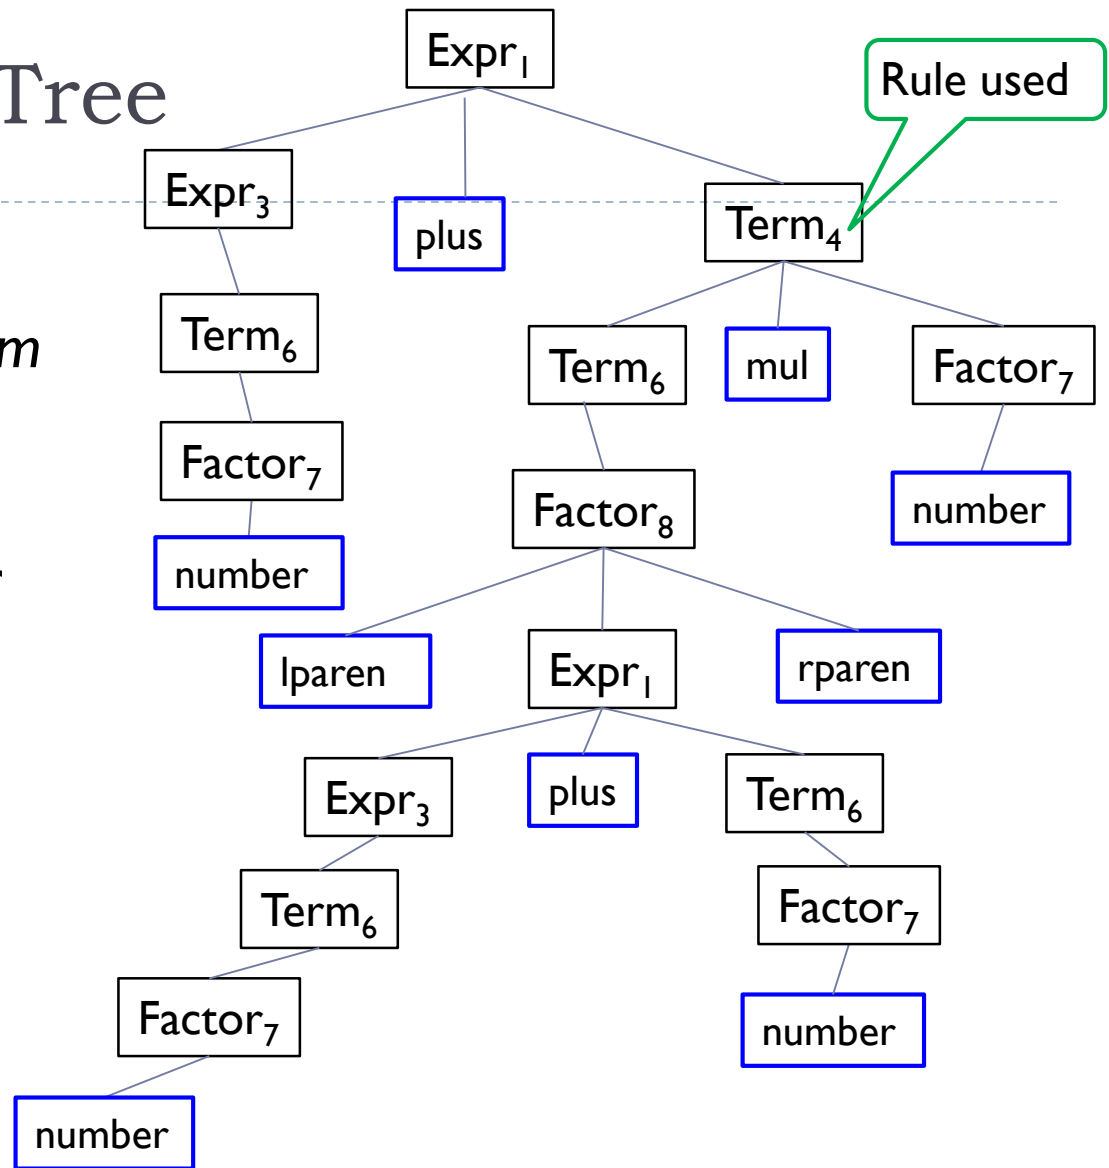 Expr1
Tree
Rule used
Expr3
plus
Term4
Term6
m
Term6
mul
Factor7
Factor7
Factor8
number
number
lparen
Expr1
rparen
Expr3
plus
Term6
Term6
Factor7
Factor7
number
number